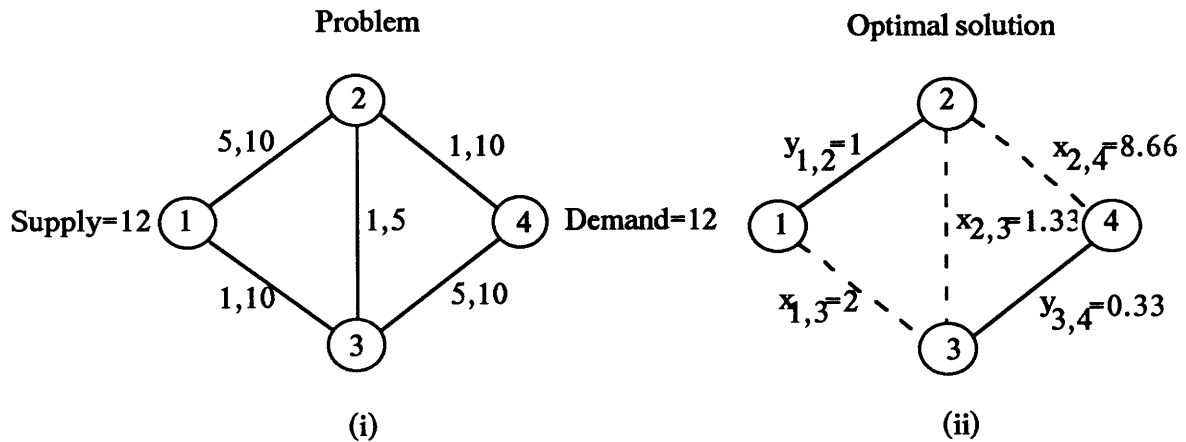 Problem
2
5,10
1,10
Supply=12
1
1,5
4
Demand=12
1,10
5,10
3
(i)
Optimal solution
2
y1,2=1
x2,4=8.66
1
x2,3=1.33
4
x1,3=2
y3,4=0.33
3
(ii)